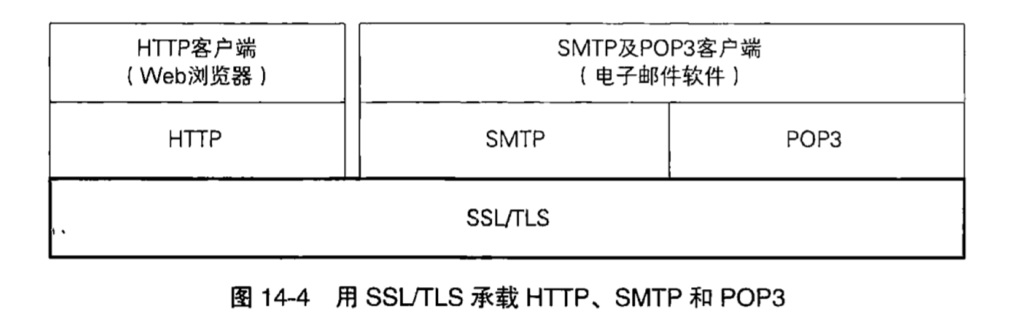 HTTP客户端
（Web浏览器）
SMTP及POP3客户端
（电子邮件软件）
HTTP
SMTP
POP3
SSL/TLS
图 14-4 用 SSL/TLS 承载 HTTP、SMTP 和 POP3